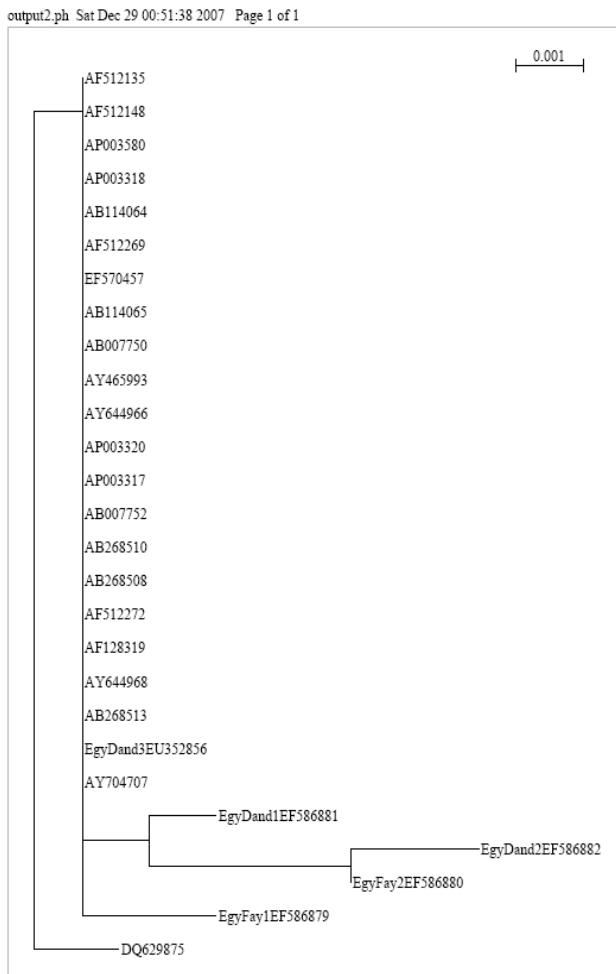 output2.ph Sat Dec 29 00:51:38 2007 Page 1 of 1
0.001
AF512135
AF512148
AP003580
AP003318
AB114064
AF512269
EF570457
AB114065
AB007750
AY465993
AY644966
AP003320
AP003317
AB007752
AB268510
AB268508
AF512272
AF128319
AY644968
AB268513
EgyDand3EU352856
AY704707
EgyDand1EF586881
EgyDand2EF586882
EgyFay2EF586880
EgyFay1EF586879
DQ629875